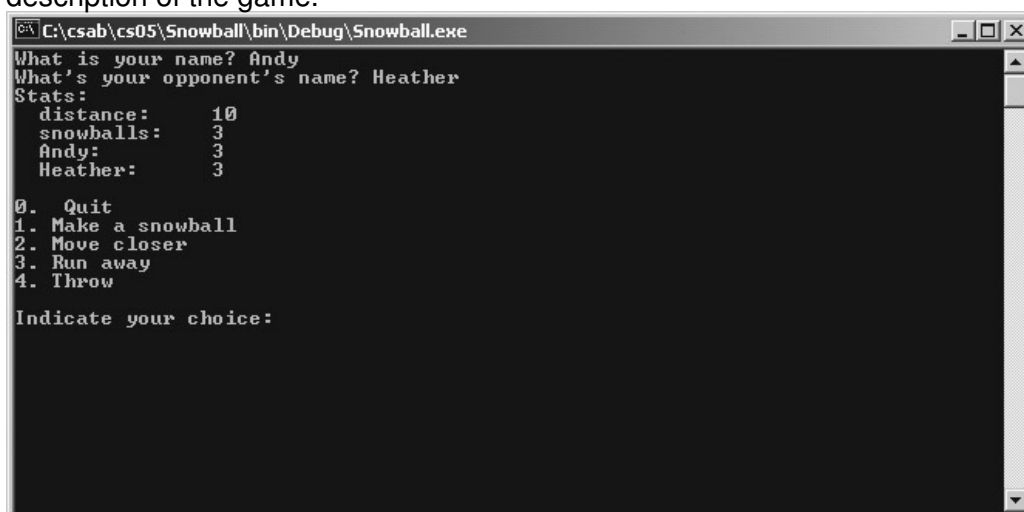 description of the game.
C:\csab\cs05\Snowball\bin\Debug\Snowball.exe
What is your name? Andy
What's your opponent's name? Heather
Stats:
distance: 10
snowballs: 3
Andy: 3
Heather: 3
0. Quit
1. Make a snowball
2. Move closer
3. Run away
4. Throw
Indicate your choice: